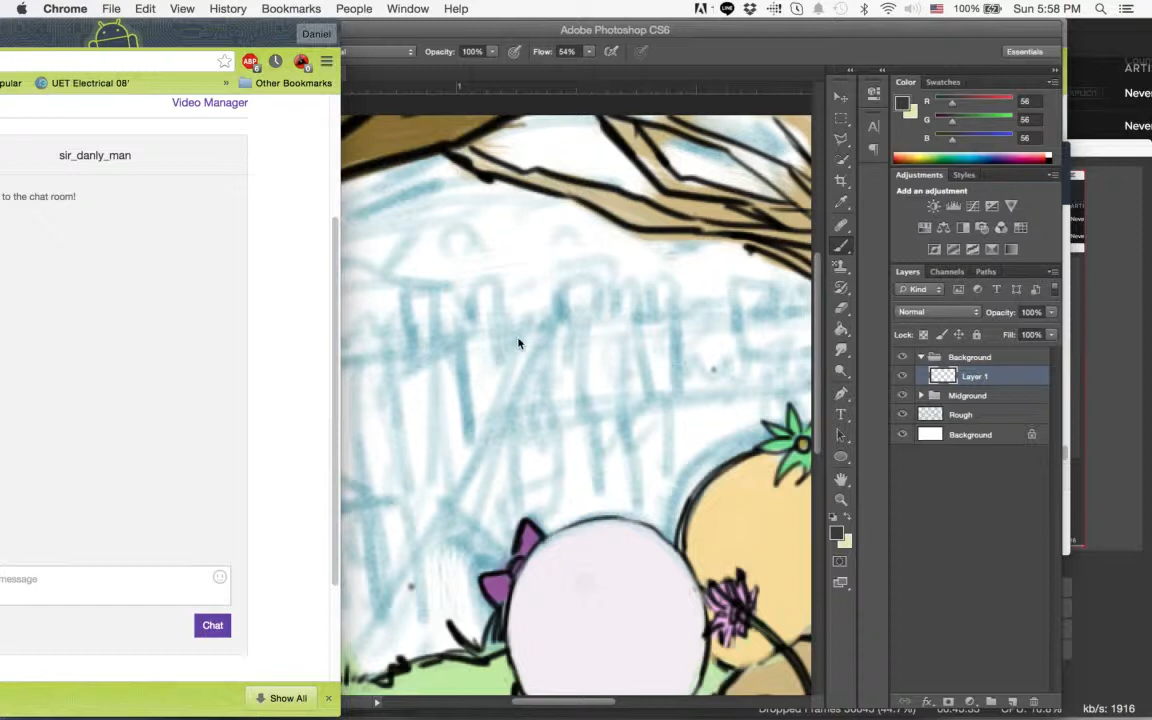 Chrome File Edit View History Bookmarks People Window Help
100% Sun 5:58 PM
Daniel
Adobe Photoshop CS6
Opacity: 100% Flow: 54%
Essentials
pular UET Electrical 08' » Other Bookmarks
Video Manager
sir_danly_man
to the chat room!
message
Chat
Show All
Color Swatches
R 56
G 56
B 56
Adjustments Styles
Add an adjustment
Layers Channels Paths
Kind
Normal Opacity: 100%
Lock: Fill: 100%
Background
Layer 1
Midground
Rough
Background
ARTI
Never
Never
kb/s: 1916